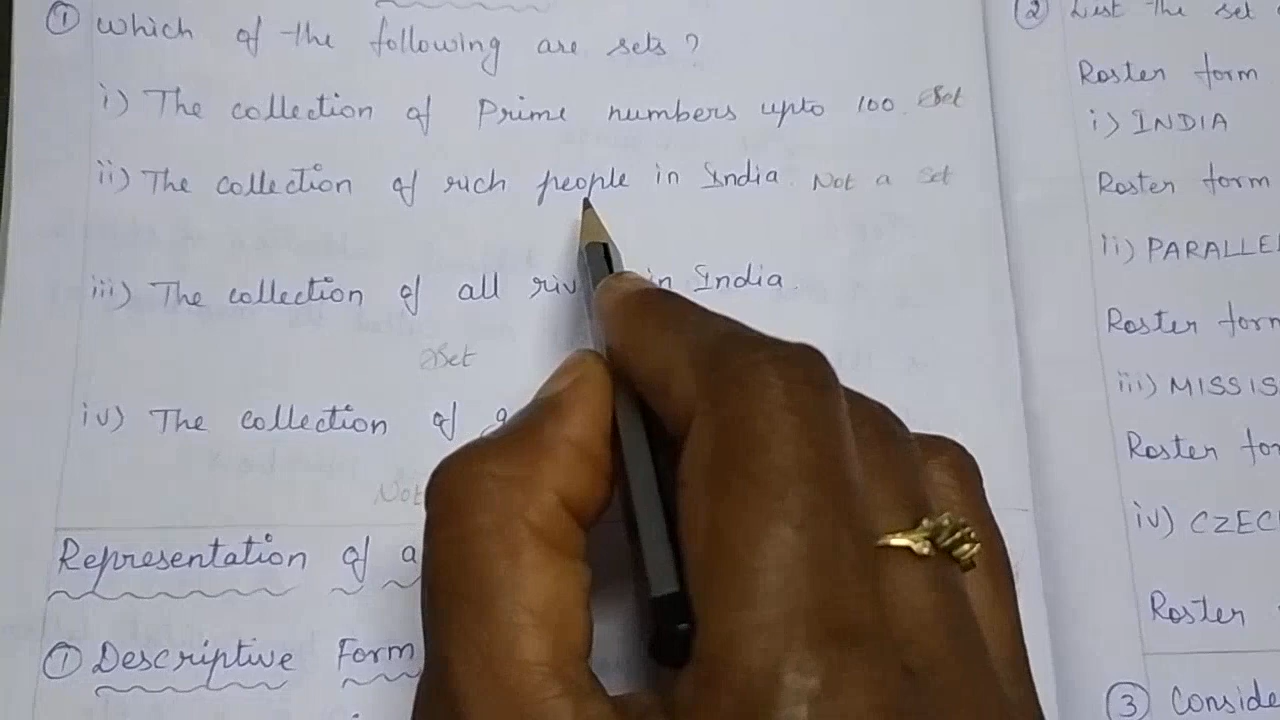 ① Which of the following are sets?
i) The collection of Prime numbers upto 100. Set
ii) The collection of rich people in India. Not a Set
iii) The collection of all in India.
Set
iv) The collection of
Not
Representation of a
① Descriptive Form
② List the set
Roster form
i) INDIA
Roster form
ii) PARALLE
Roster form
iii) MISSIS
Roster for
iv) CZEC
Roster
③ Conside